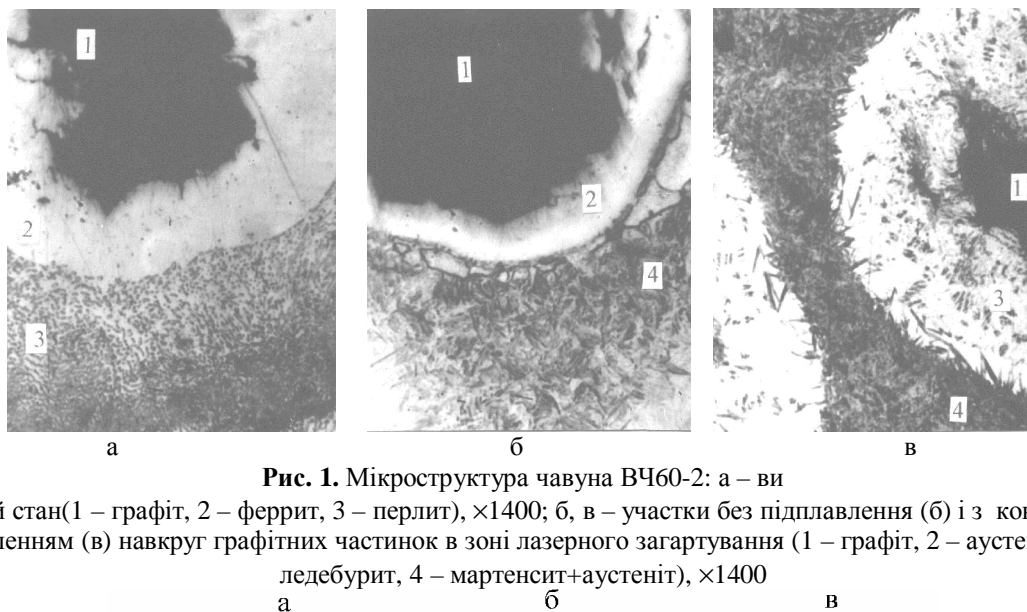 1
2
3
1
2
4
1
3
4
а б в
Рис. 1. Мікроструктура чавуна ВЧ60-2: а – ви
й стан(1 – графіт, 2 – феррит, 3 – перлит), ×1400; б, в – участки без підплавлення (б) і з ко
ленням (в) навкруг графітних частинок в зоні лазерного загартування (1 – графіт, 2 – аусте
ледебурит, 4 – мартенсит+аустеніт), ×1400
а б в